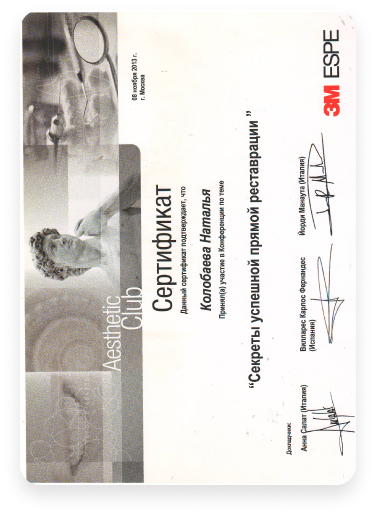 Aesthetic
Club
08 ноября 2013 г.
г. Москва
Сертификат
Данный сертификат подтверждает, что
Колобаева Наталья
Принял(а) участие в Конференции по теме
“Секреты успешной прямой реставрации ”
Докладчики:
Анна Салат (Италия)
Вилларес Карлос Фернандес
(Испания)
Йорди Манаута (Италия)
3M ESPE